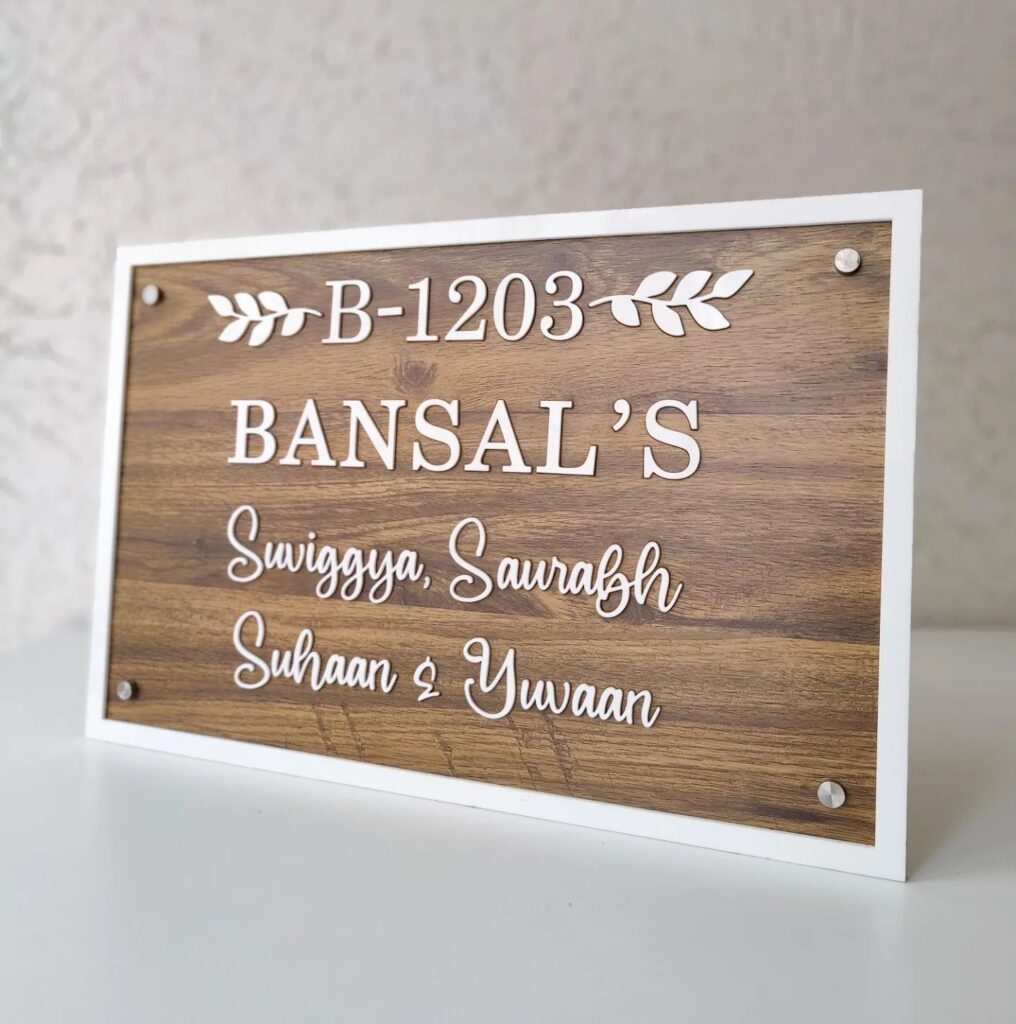 B-1203
BANSAL'S
Suviggya, Saurabh
Suhaan & Yuvaan